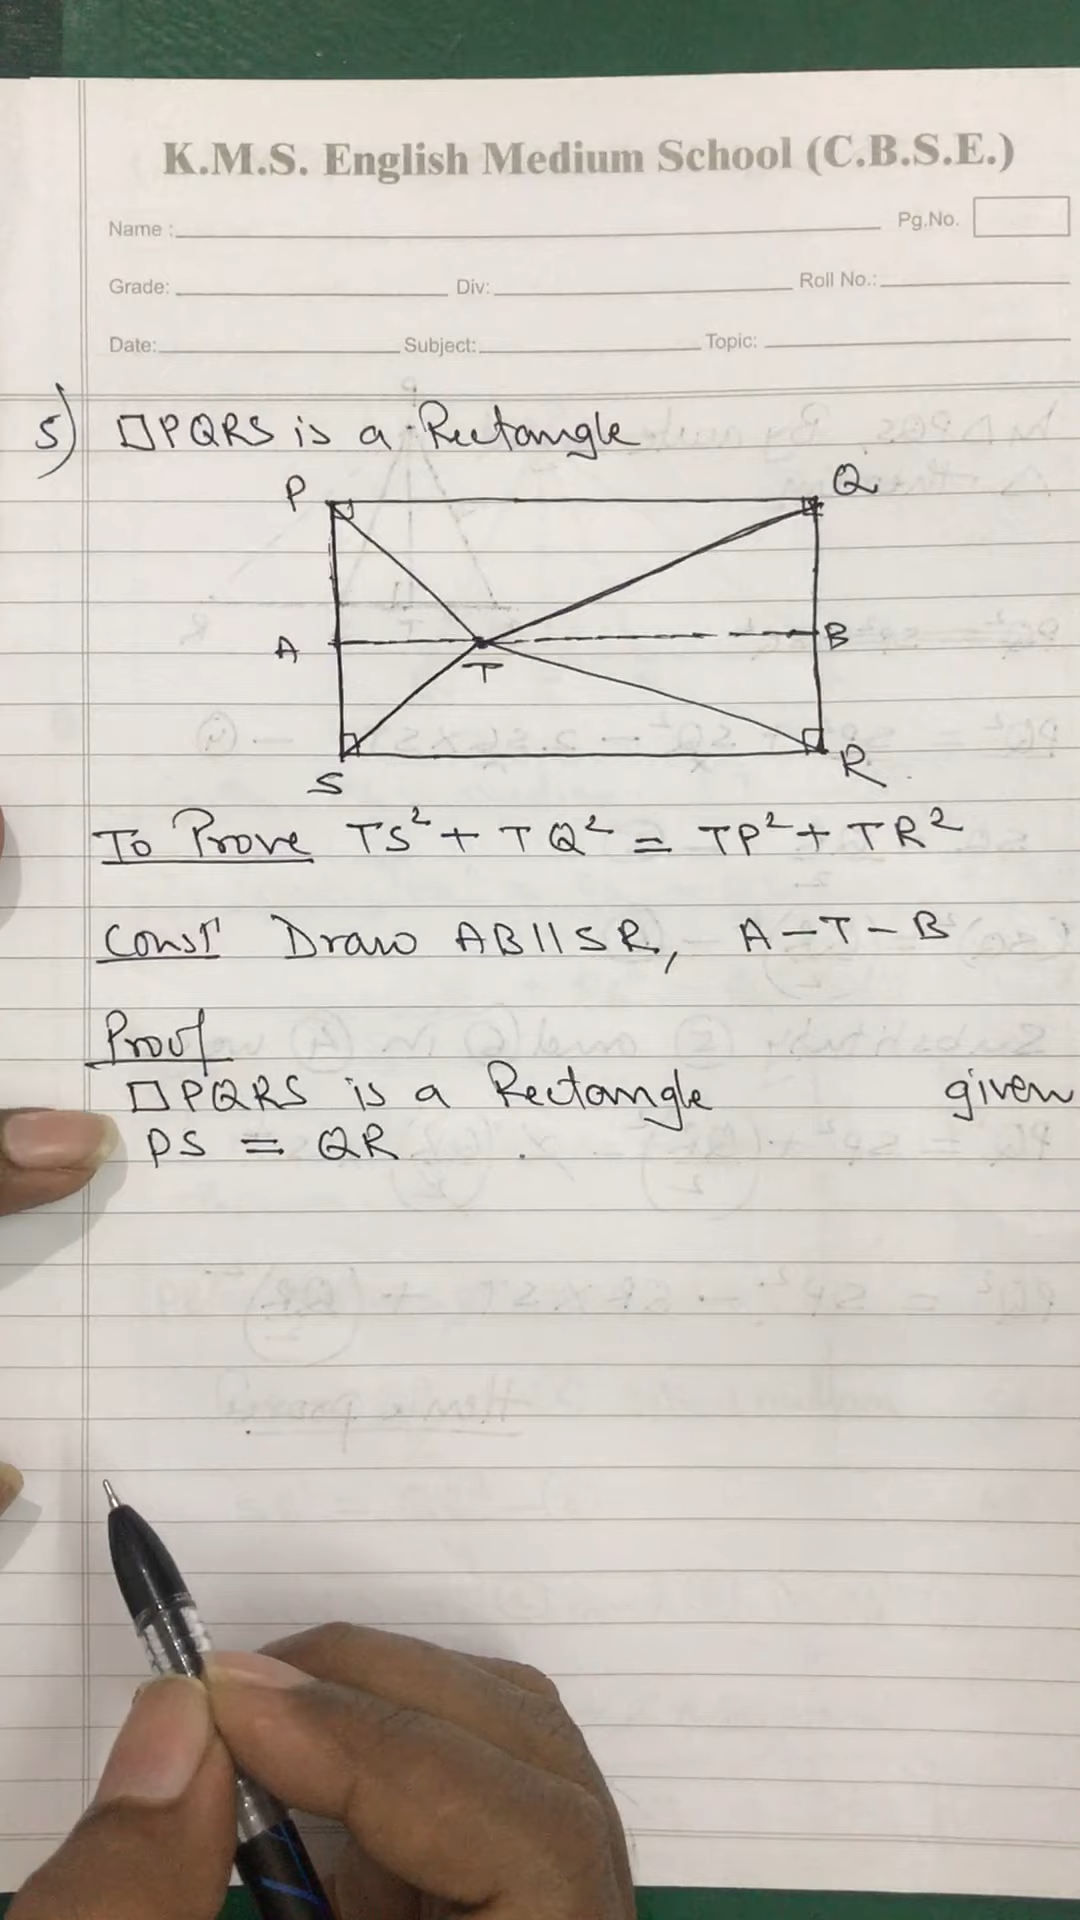 K.M.S. English Medium School (C.B.S.E.)
Name : Pg.No.
Grade: Div: Roll No.:
Date: Subject: Topic:
5) □PQRS is a Rectangle
P Q
A T B
S R
To Prove TS² + TQ² = TP² + TR²
Const Draw AB || SR, A-T-B
Proof
□PQRS is a Rectangle given
PS = QR